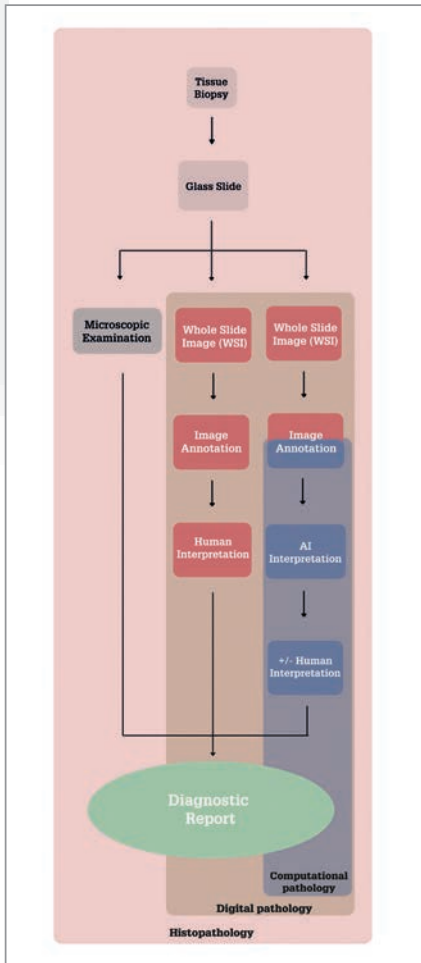 Tissue
Biopsy
Glass Slide
Microscopic
Examination
Whole Slide
Image (WSI)
Whole Slide
Image (WSI)
Image
Annotation
Image
Annotation
Human
Interpretation
AI
Interpretation
+/- Human
Interpretation
Diagnostic
Report
Computational
pathology
Digital pathology
Histopathology